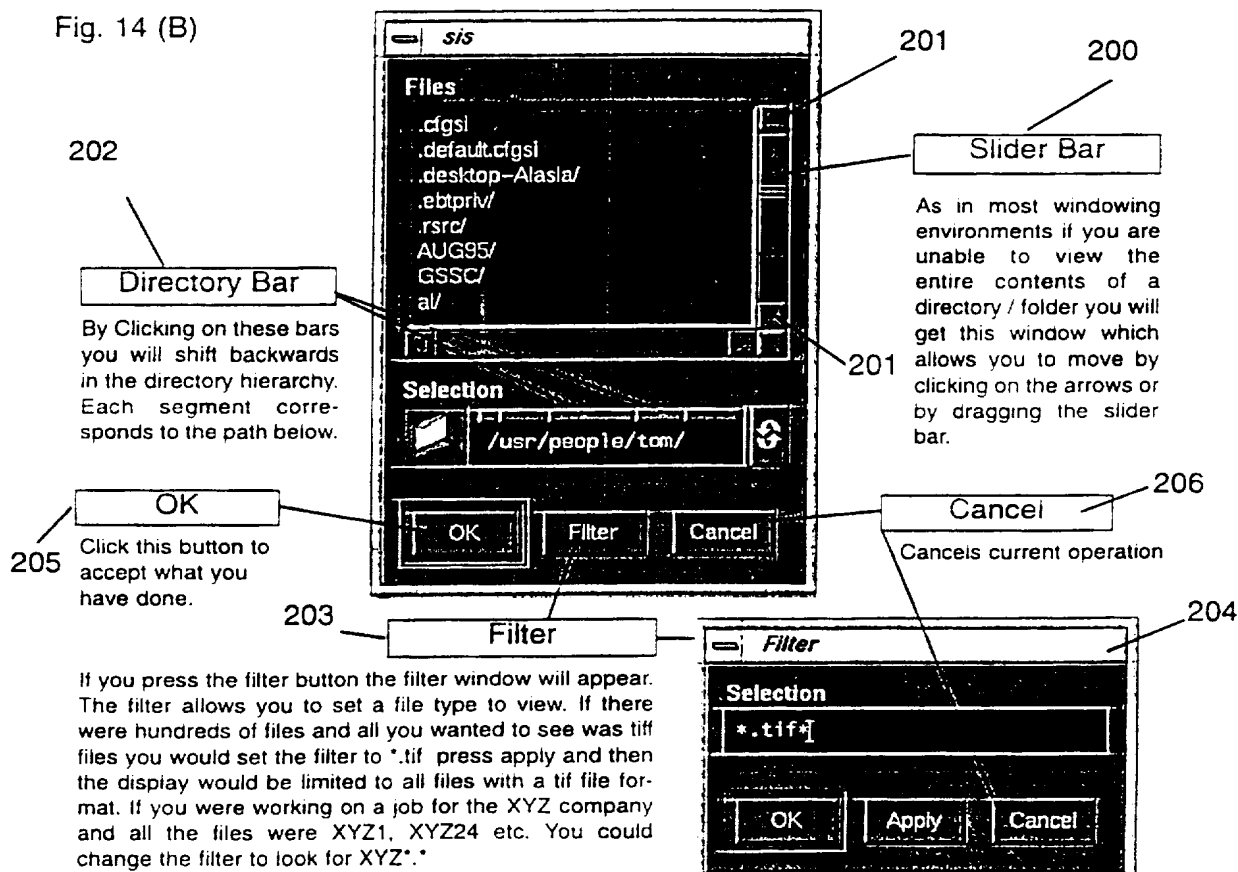 Fig. 14 (B)
sis
Files
.cfgsi
.default.cfgsi
.desktop-Alasla/
.ebtpriv/
.rsrc/
AUG95/
GSSC/
al/
Selection
/usr/people/tom/
OK
Filter
Cancel
201
200
Slider Bar
As in most windowing
environments if you are
unable to view the
entire contents of a
directory / folder you will
get this window which
allows you to move by
clicking on the arrows or
by dragging the slider
bar.
201
202
Directory Bar
By Clicking on these bars
you will shift backwards
in the directory hierarchy.
Each segment corre-
sponds to the path below.
OK
205
Click this button to
accept what you
have done.
206
Cancel
Cancels current operation
203
Filter
If you press the filter button the filter window will appear.
The filter allows you to set a file type to view. If there
were hundreds of files and all you wanted to see was tiff
files you would set the filter to *.tif press apply and then
the display would be limited to all files with a tif file for-
mat. If you were working on a job for the XYZ company
and all the files were XYZ1, XYZ24 etc. You could
change the filter to look for XYZ*.*
204
Filter
Selection
*.tif*
OK
Apply
Cancel